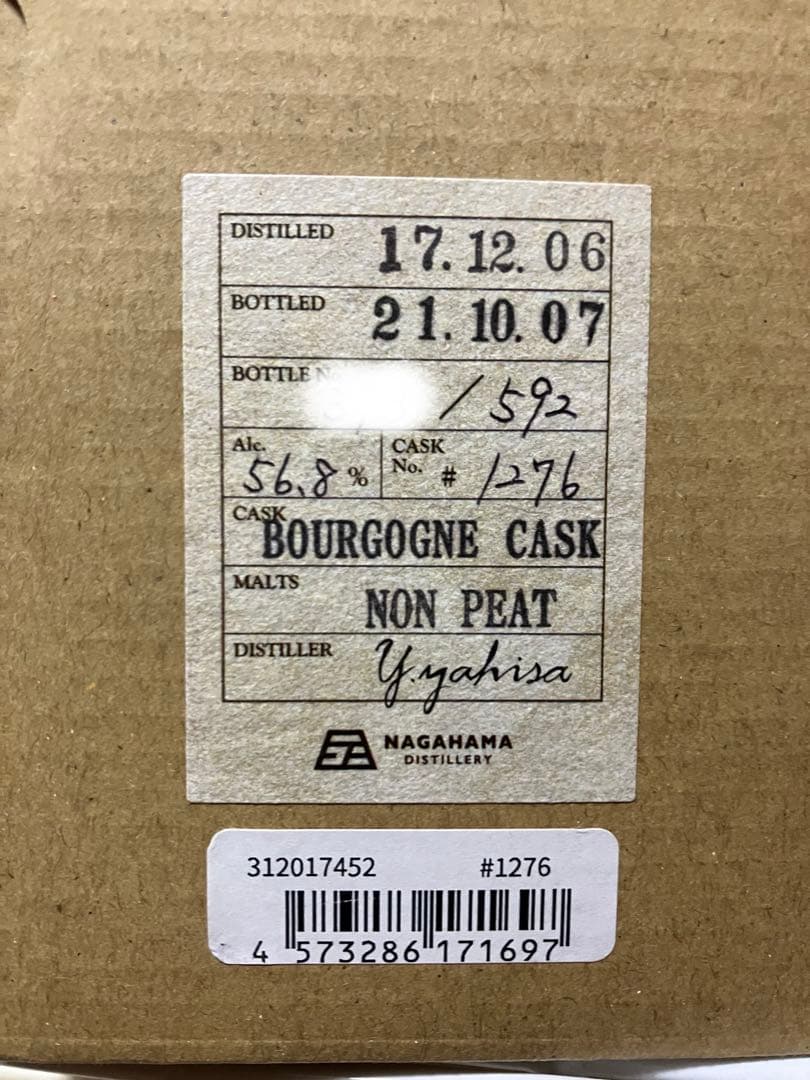 DISTILLED 17.12.06
BOTTLED 21.10.07
BOTTLE / 592
Alc. 56.8 % CASK No. # 1276
CASK BOURGOGNE CASK
MALTS NON PEAT
DISTILLER Y.yahisa
NAGAHAMA
DISTILLERY
312017452 #1276
4 573286 171697